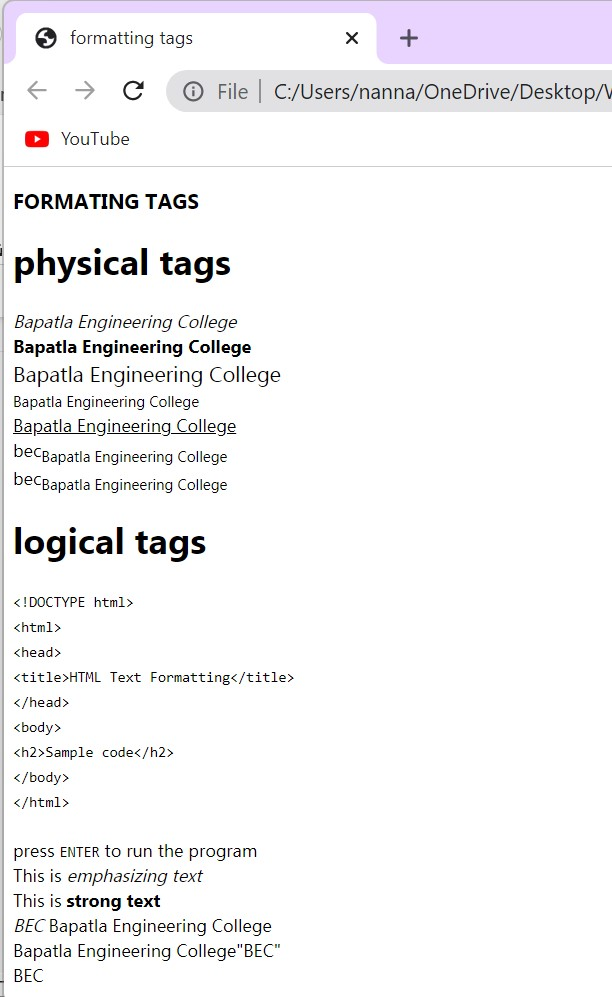 formatting tags
File | C:/Users/nanna/OneDrive/Desktop/
YouTube
FORMATING TAGS
physical tags
Bapatla Engineering College
Bapatla Engineering College
Bapatla Engineering College
Bapatla Engineering College
Bapatla Engineering College
becBapatla Engineering College
becBapatla Engineering College
logical tags
<!DOCTYPE html>
<html>
<head>
<title>HTML Text Formatting</title>
</head>
<body>
<h2>Sample code</h2>
</body>
</html>
press ENTER to run the program
This is emphasizing text
This is strong text
BEC Bapatla Engineering College
Bapatla Engineering College"BEC"
BEC